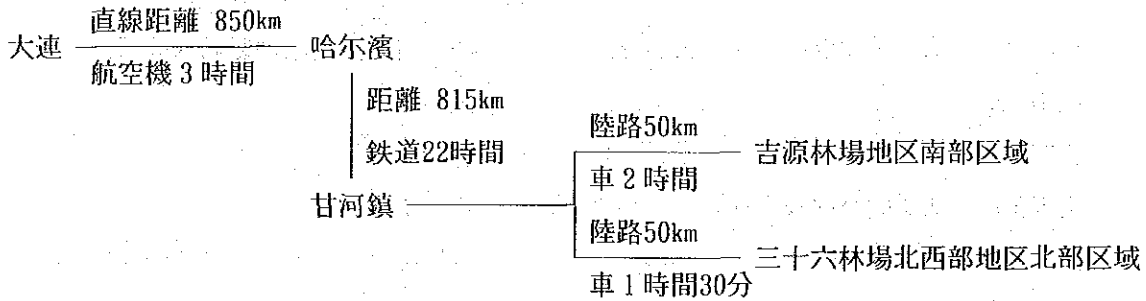 大連
直線距離 850km
航空機3時間
哈尔濱
距離 815km
鉄道22時間
甘河鎮
陸路50km
車2時間
吉源林場地区南部区域
陸路50km
車1時間30分
三十六林場北西部地区北部区域